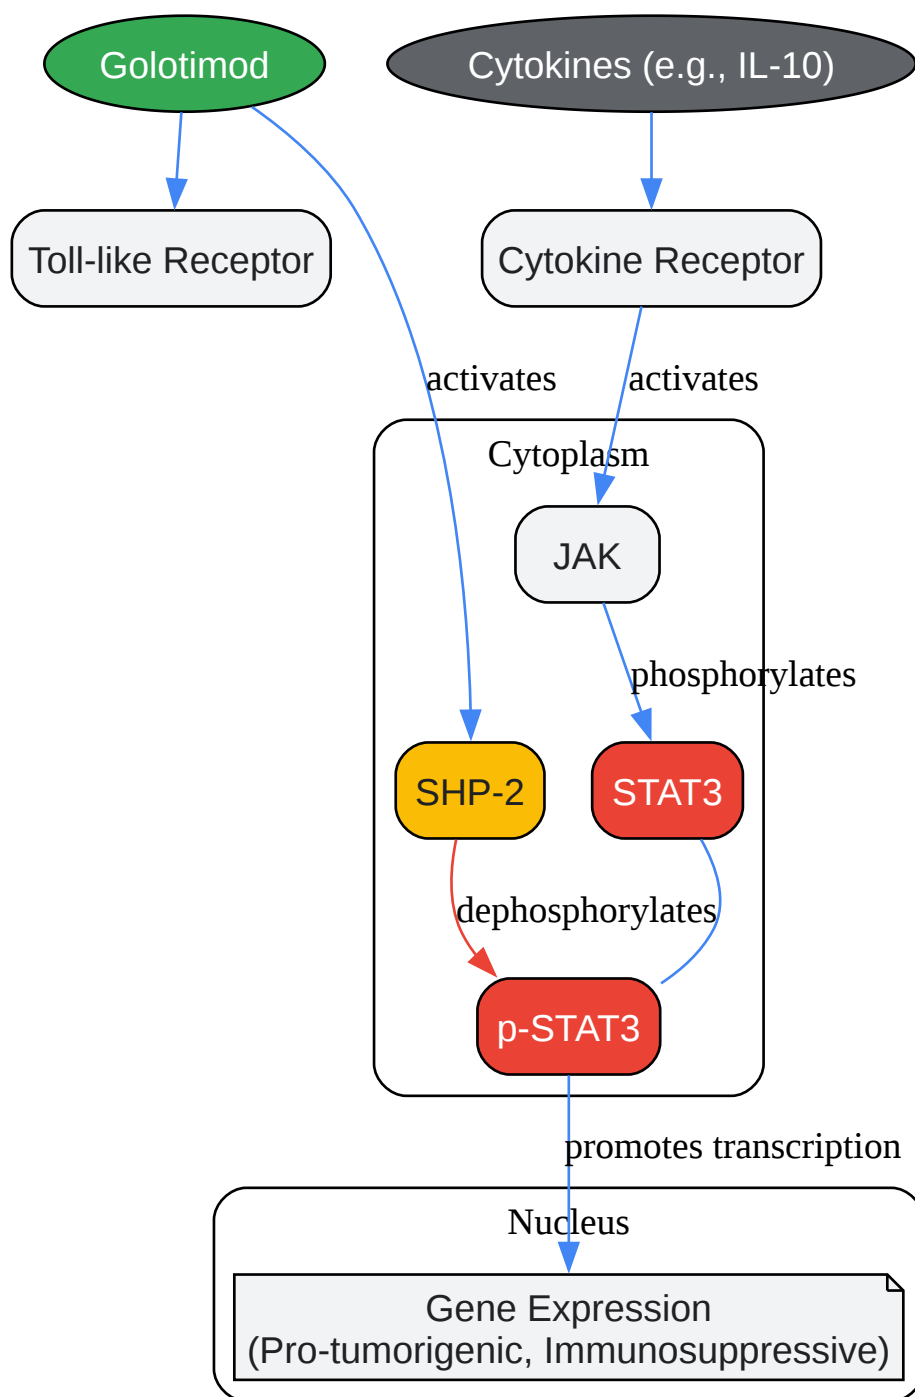 Golotimod
Cytokines (e.g., IL-10)
Toll-like Receptor
Cytokine Receptor
activates
activates
Cytoplasm
JAK
phosphorylates
SHP-2
STAT3
dephosphorylates
p-STAT3
promotes transcription
Nucleus
Gene Expression
(Pro-tumorigenic, Immunosuppressive)